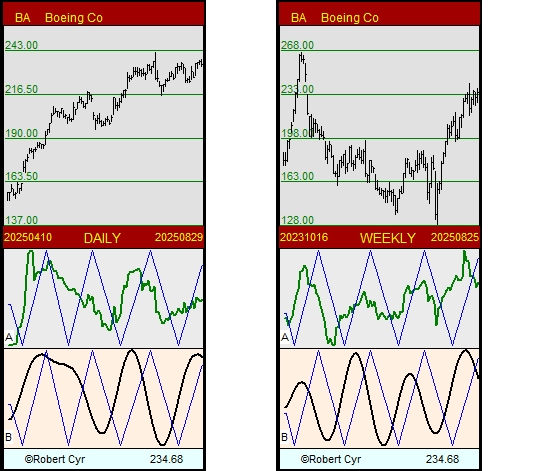 BA Boeing Co
243.00
216.50
190.00
163.50
137.00
20250410 DAILY 20250829
A
B
©Robert Cyr 234.68
BA Boeing Co
268.00
233.00
198.00
163.00
128.00
20231016 WEEKLY 20250825
A
B
©Robert Cyr 234.68